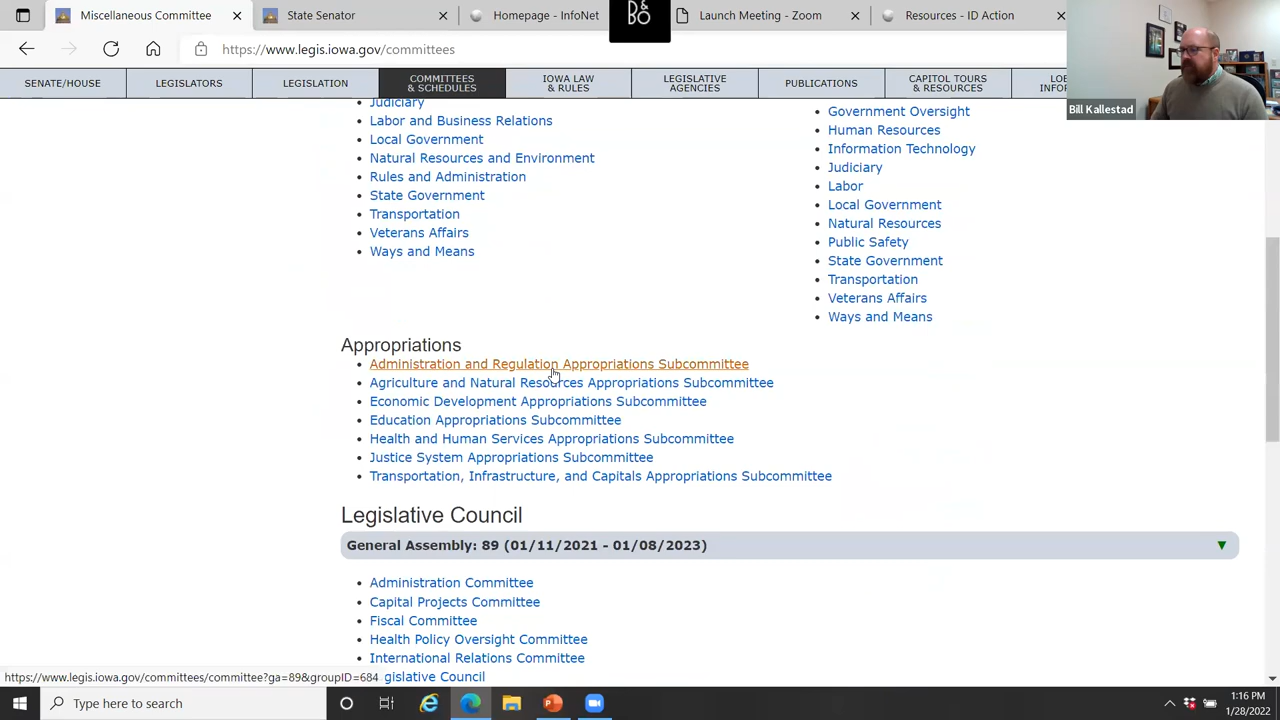 Miscellaneous Committee
State Senator
Homepage - InfoNet
D&BO
Launch Meeting - Zoom
Resources - ID Action
https://www.legis.iowa.gov/committees
SENATE/HOUSE
LEGISLATORS
LEGISLATION
COMMITTEES
& SCHEDULES
IOWA LAW
& RULES
LEGISLATIVE
AGENCIES
PUBLICATIONS
CAPITOL TOURS
& RESOURCES
LO
INFOR
Bill Kallestad
Judiciary
Labor and Business Relations
Local Government
Natural Resources and Environment
Rules and Administration
State Government
Transportation
Veterans Affairs
Ways and Means
Government Oversight
Human Resources
Information Technology
Judiciary
Labor
Local Government
Natural Resources
Public Safety
State Government
Transportation
Veterans Affairs
Ways and Means
Appropriations
Administration and Regulation Appropriations Subcommittee
Agriculture and Natural Resources Appropriations Subcommittee
Economic Development Appropriations Subcommittee
Education Appropriations Subcommittee
Health and Human Services Appropriations Subcommittee
Justice System Appropriations Subcommittee
Transportation, Infrastructure, and Capitals Appropriations Subcommittee
Legislative Council
General Assembly: 89 (01/11/2021 - 01/08/2023)
Administration Committee
Capital Projects Committee
Fiscal Committee
Health Policy Oversight Committee
International Relations Committee
gislative Council
https://www.legis.iowa.gov/committees/committee?ga=89&groupID=684
Type here to search
1:16 PM
1/28/2022